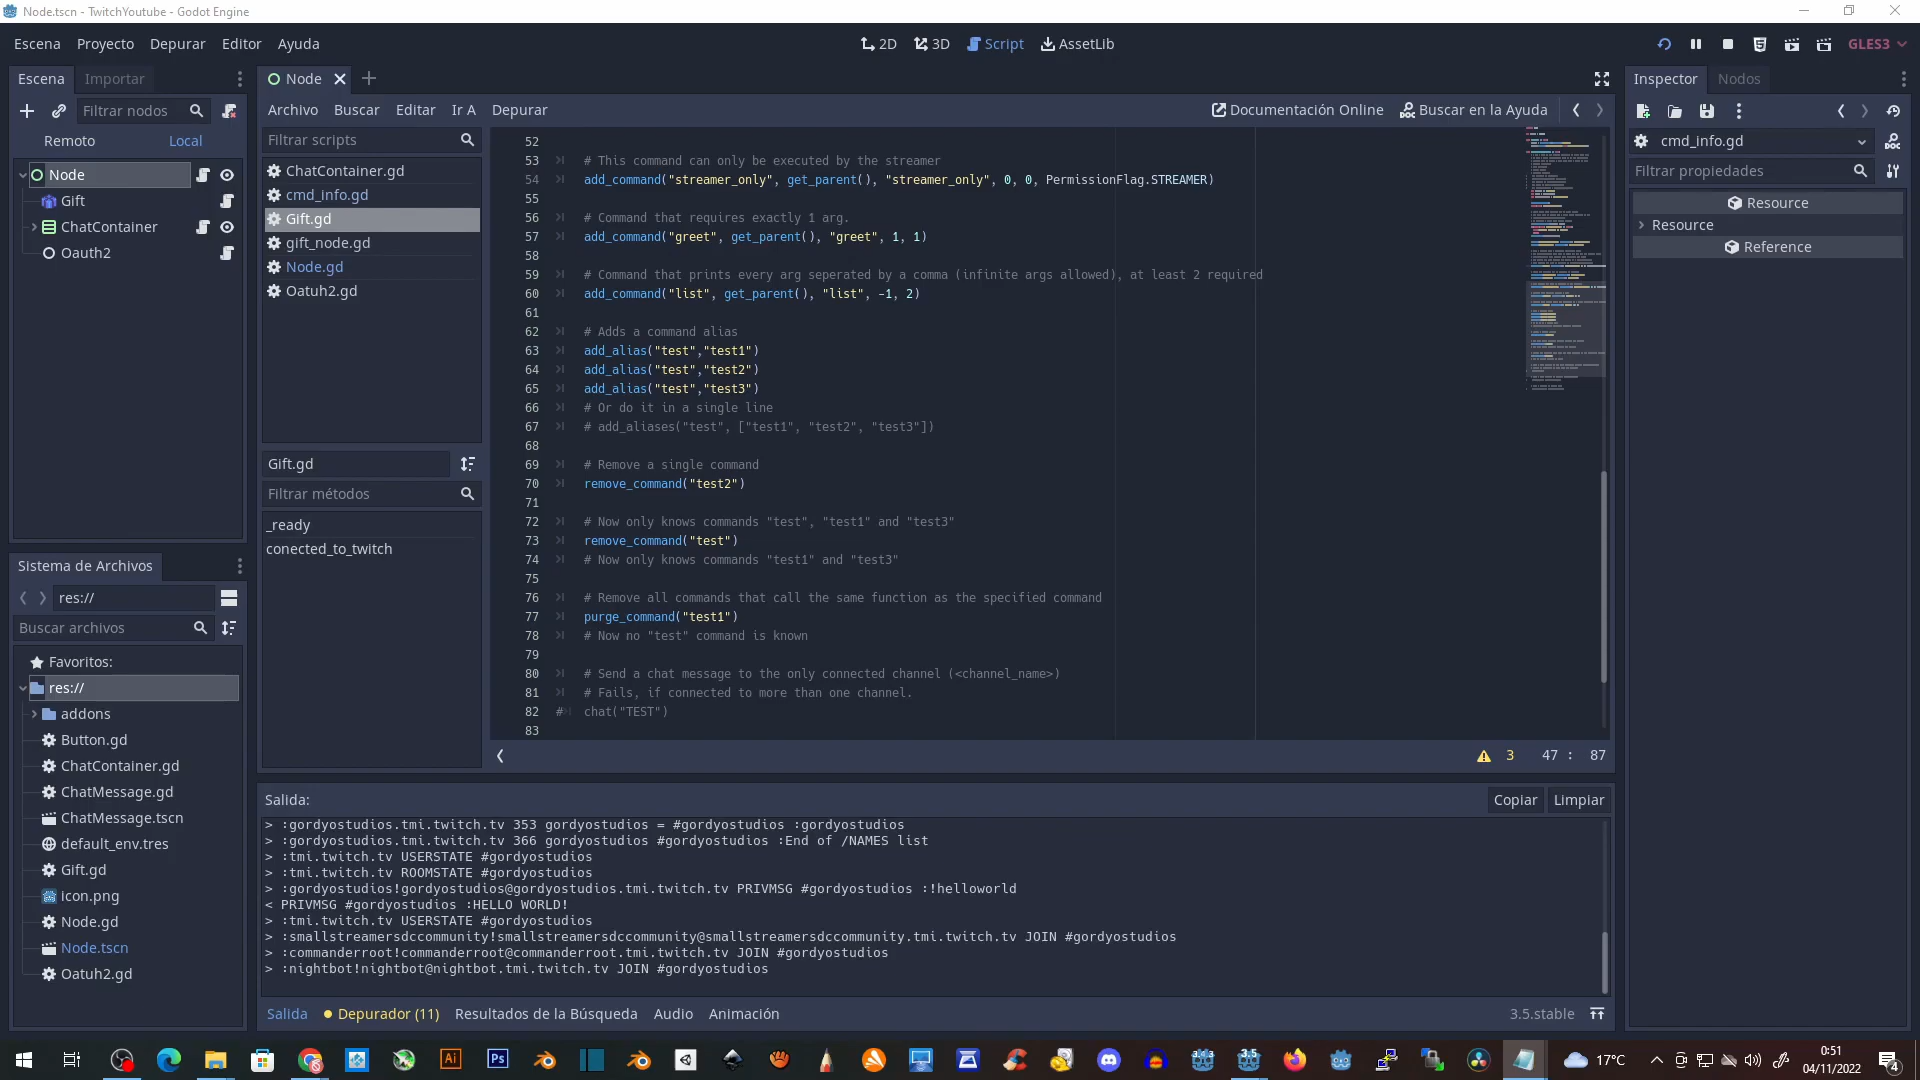 Node.tscn - TwitchYoutube - Godot Engine
Escena Proyecto Depurar Editor Ayuda
2D 3D Script AssetLib
GLES3
Escena Importar
Filtrar nodos
Remoto Local
Node
Gift
ChatContainer
Oauth2
Sistema de Archivos
res://
Buscar archivos
Favoritos:
res://
addons
Button.gd
ChatContainer.gd
ChatMessage.gd
ChatMessage.tscn
default_env.tres
Gift.gd
icon.png
Node.gd
Node.tscn
Oatuh2.gd
Node
Archivo Buscar Editar Ir A Depurar
Documentación Online Buscar en la Ayuda
Filtrar scripts
ChatContainer.gd
cmd_info.gd
Gift.gd
gift_node.gd
Node.gd
Oatuh2.gd
Gift.gd
Filtrar métodos
_ready
conected_to_twitch
52
53 # This command can only be executed by the streamer
54 add_command("streamer_only", get_parent(), "streamer_only", 0, 0, PermissionFlag.STREAMER)
55
56 # Command that requires exactly 1 arg.
57 add_command("greet", get_parent(), "greet", 1, 1)
58
59 # Command that prints every arg seperated by a comma (infinite args allowed), at least 2 required
60 add_command("list", get_parent(), "list", -1, 2)
61
62 # Adds a command alias
63 add_alias("test","test1")
64 add_alias("test","test2")
65 add_alias("test","test3")
66 # Or do it in a single line
67 # add_aliases("test", ["test1", "test2", "test3"])
68
69 # Remove a single command
70 remove_command("test2")
71
72 # Now only knows commands "test", "test1" and "test3"
73 remove_command("test")
74 # Now only knows commands "test1" and "test3"
75
76 # Remove all commands that call the same function as the specified command
77 purge_command("test1")
78 # Now no "test" command is known
79
80 # Send a chat message to the only connected channel (<channel_name>)
81 # Fails, if connected to more than one channel.
82 # chat("TEST")
83
3 47 : 87
Salida:
Copiar Limpiar
> :gordyostudios.tmi.twitch.tv 353 gordyostudios = #gordyostudios :gordyostudios
> :gordyostudios.tmi.twitch.tv 366 gordyostudios #gordyostudios :End of /NAMES list
> :tmi.twitch.tv USERSTATE #gordyostudios
> :tmi.twitch.tv ROOMSTATE #gordyostudios
> :gordyostudios!gordyostudios@gordyostudios.tmi.twitch.tv PRIVMSG #gordyostudios :!helloworld
< PRIVMSG #gordyostudios :HELLO WORLD!
> :tmi.twitch.tv USERSTATE #gordyostudios
> :smallstreamersdccommunity!smallstreamersdccommunity@smallstreamersdccommunity.tmi.twitch.tv JOIN #gordyostudios
> :commanderroot!commanderroot@commanderroot.tmi.twitch.tv JOIN #gordyostudios
> :nightbot!nightbot@nightbot.tmi.twitch.tv JOIN #gordyostudios
Salida Depurador (11) Resultados de la Búsqueda Audio Animación
3.5.stable
Inspector Nodos
cmd_info.gd
Filtrar propiedades
Resource
Resource
Reference
Ai Ps
3.4.3 3.5
17°C
0:51
04/11/2022
4